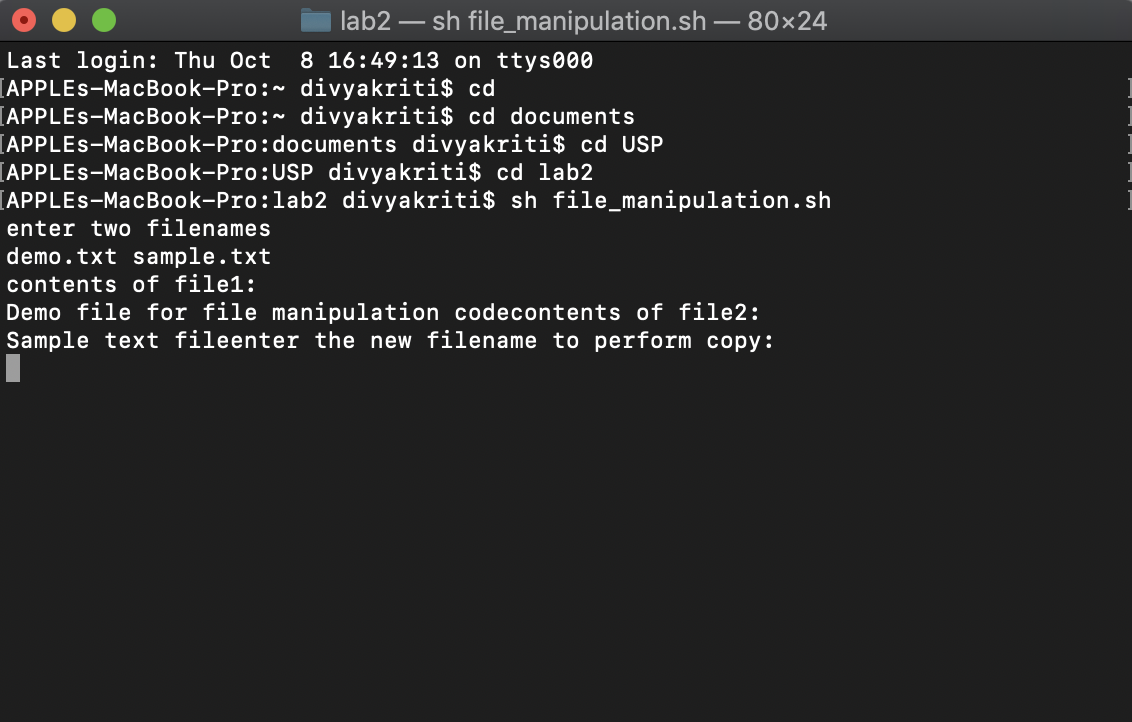 lab2 — sh file_manipulation.sh — 80×24
Last login: Thu Oct  8 16:49:13 on ttys000
[APPLEs-MacBook-Pro:~ divyakriti$ cd ]
[APPLEs-MacBook-Pro:~ divyakriti$ cd documents ]
[APPLEs-MacBook-Pro:documents divyakriti$ cd USP ]
[APPLEs-MacBook-Pro:USP divyakriti$ cd lab2 ]
[APPLEs-MacBook-Pro:lab2 divyakriti$ sh file_manipulation.sh ]
enter two filenames
demo.txt sample.txt
contents of file1:
Demo file for file manipulation codecontents of file2:
Sample text fileenter the new filename to perform copy: